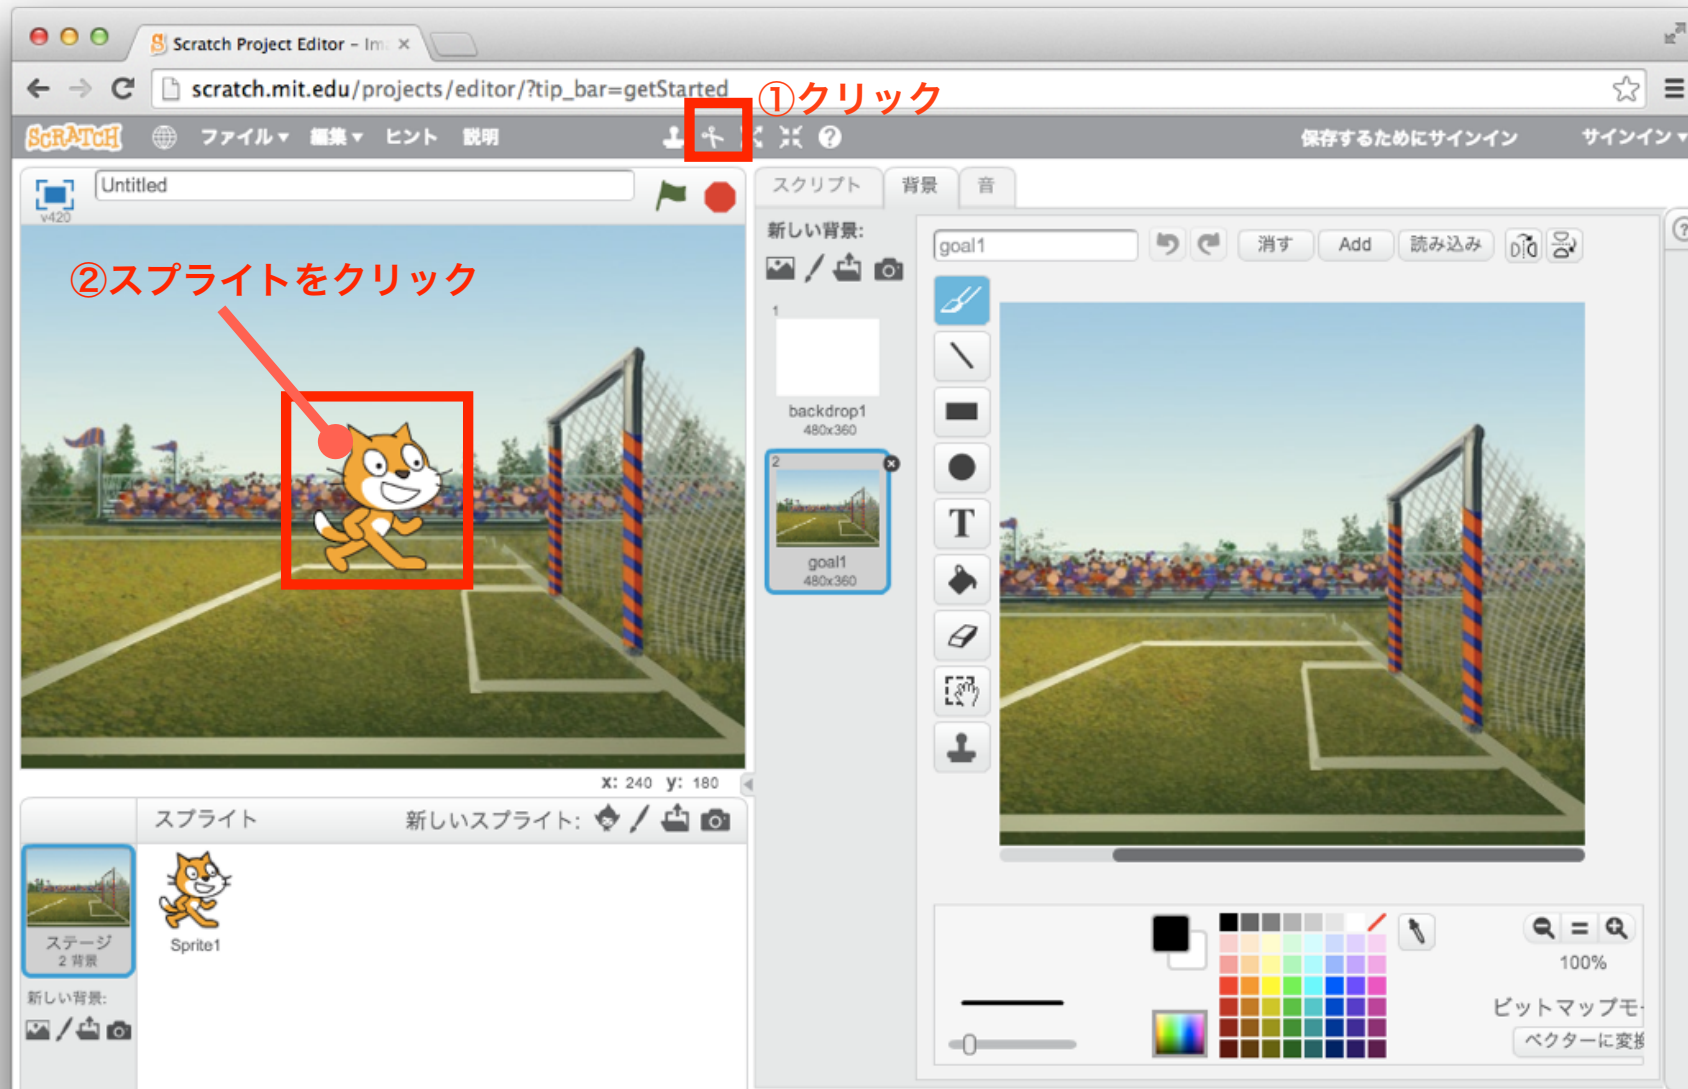 Scratch Project Editor – Im
scratch.mit.edu/projects/editor/?tip_bar=getStarted
①クリック
SCRATCH
ファイル▼ 編集▼ ヒント 説明
保存するためにサインイン サインイン▼
v420
Untitled
スクリプト 背景 音
新しい背景:
goal1
消す Add 読み込み
②スプライトをクリック
1
backdrop1
480x360
2
goal1
480x360
T
x: 240 y: 180
スプライト 新しいスプライト:
ステージ
2 背景
Sprite1
新しい背景:
100%
ビットマップモ
ベクターに変換